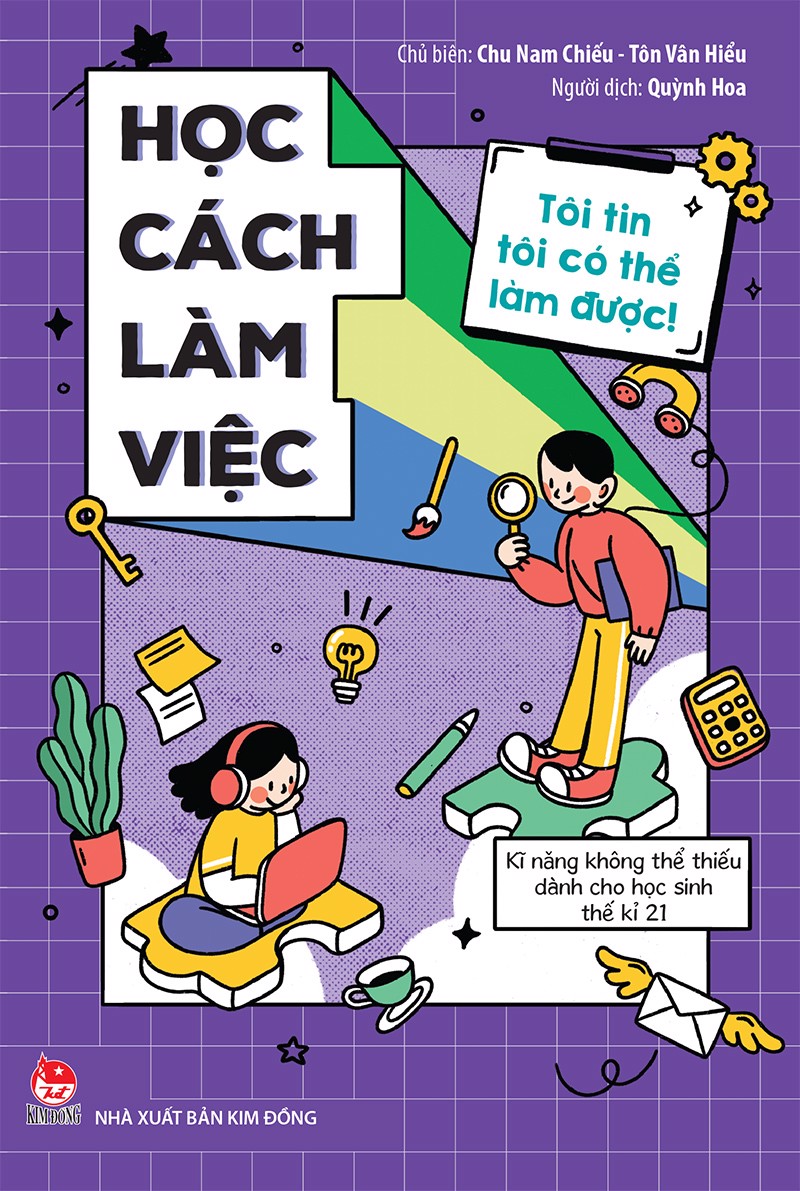 Chủ biên: Chu Nam Chiếu - Tôn Vân Hiểu
Người dịch: Quỳnh Hoa
HỌC
CÁCH
LÀM
VIỆC
Tôi tin
tôi có thể
làm được!
Kĩ năng không thể thiếu
dành cho học sinh
thế kỉ 21
KIM ĐỒNG
NHÀ XUẤT BẢN KIM ĐỒNG